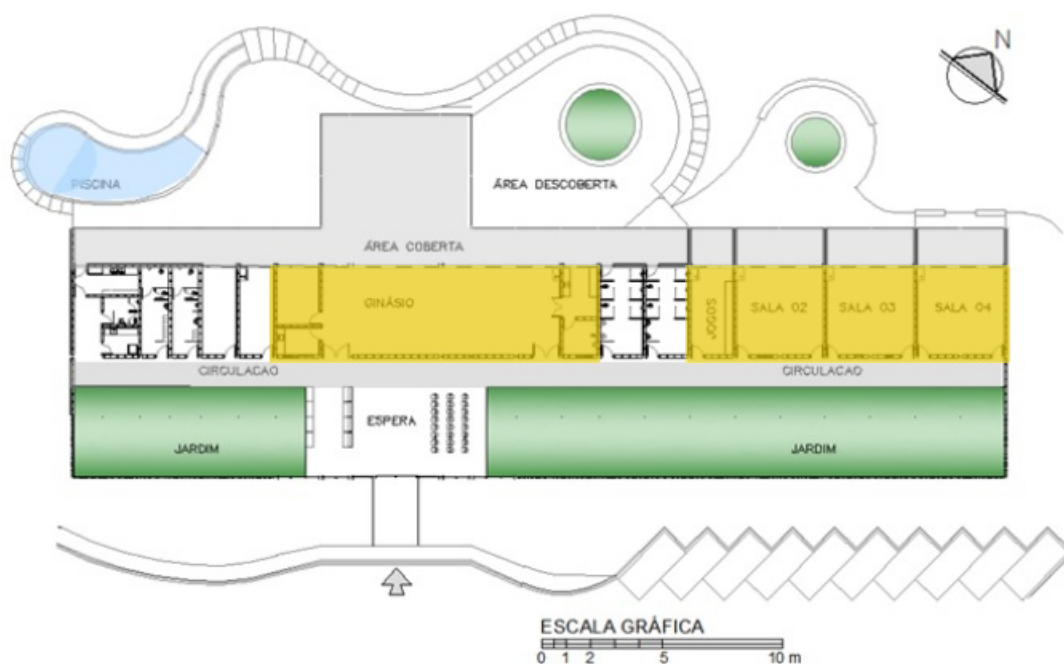 N
PISCINA
ÁREA DESCOBERTA
ÁREA COBERTA
GINÁSIO
JOGOS
SALA 02
SALA 03
SALA 04
CIRCULACAO
CIRCULACAO
ESPERA
JARDIM
JARDIM
ESCALA GRÁFICA
0 1 2 5 10 m